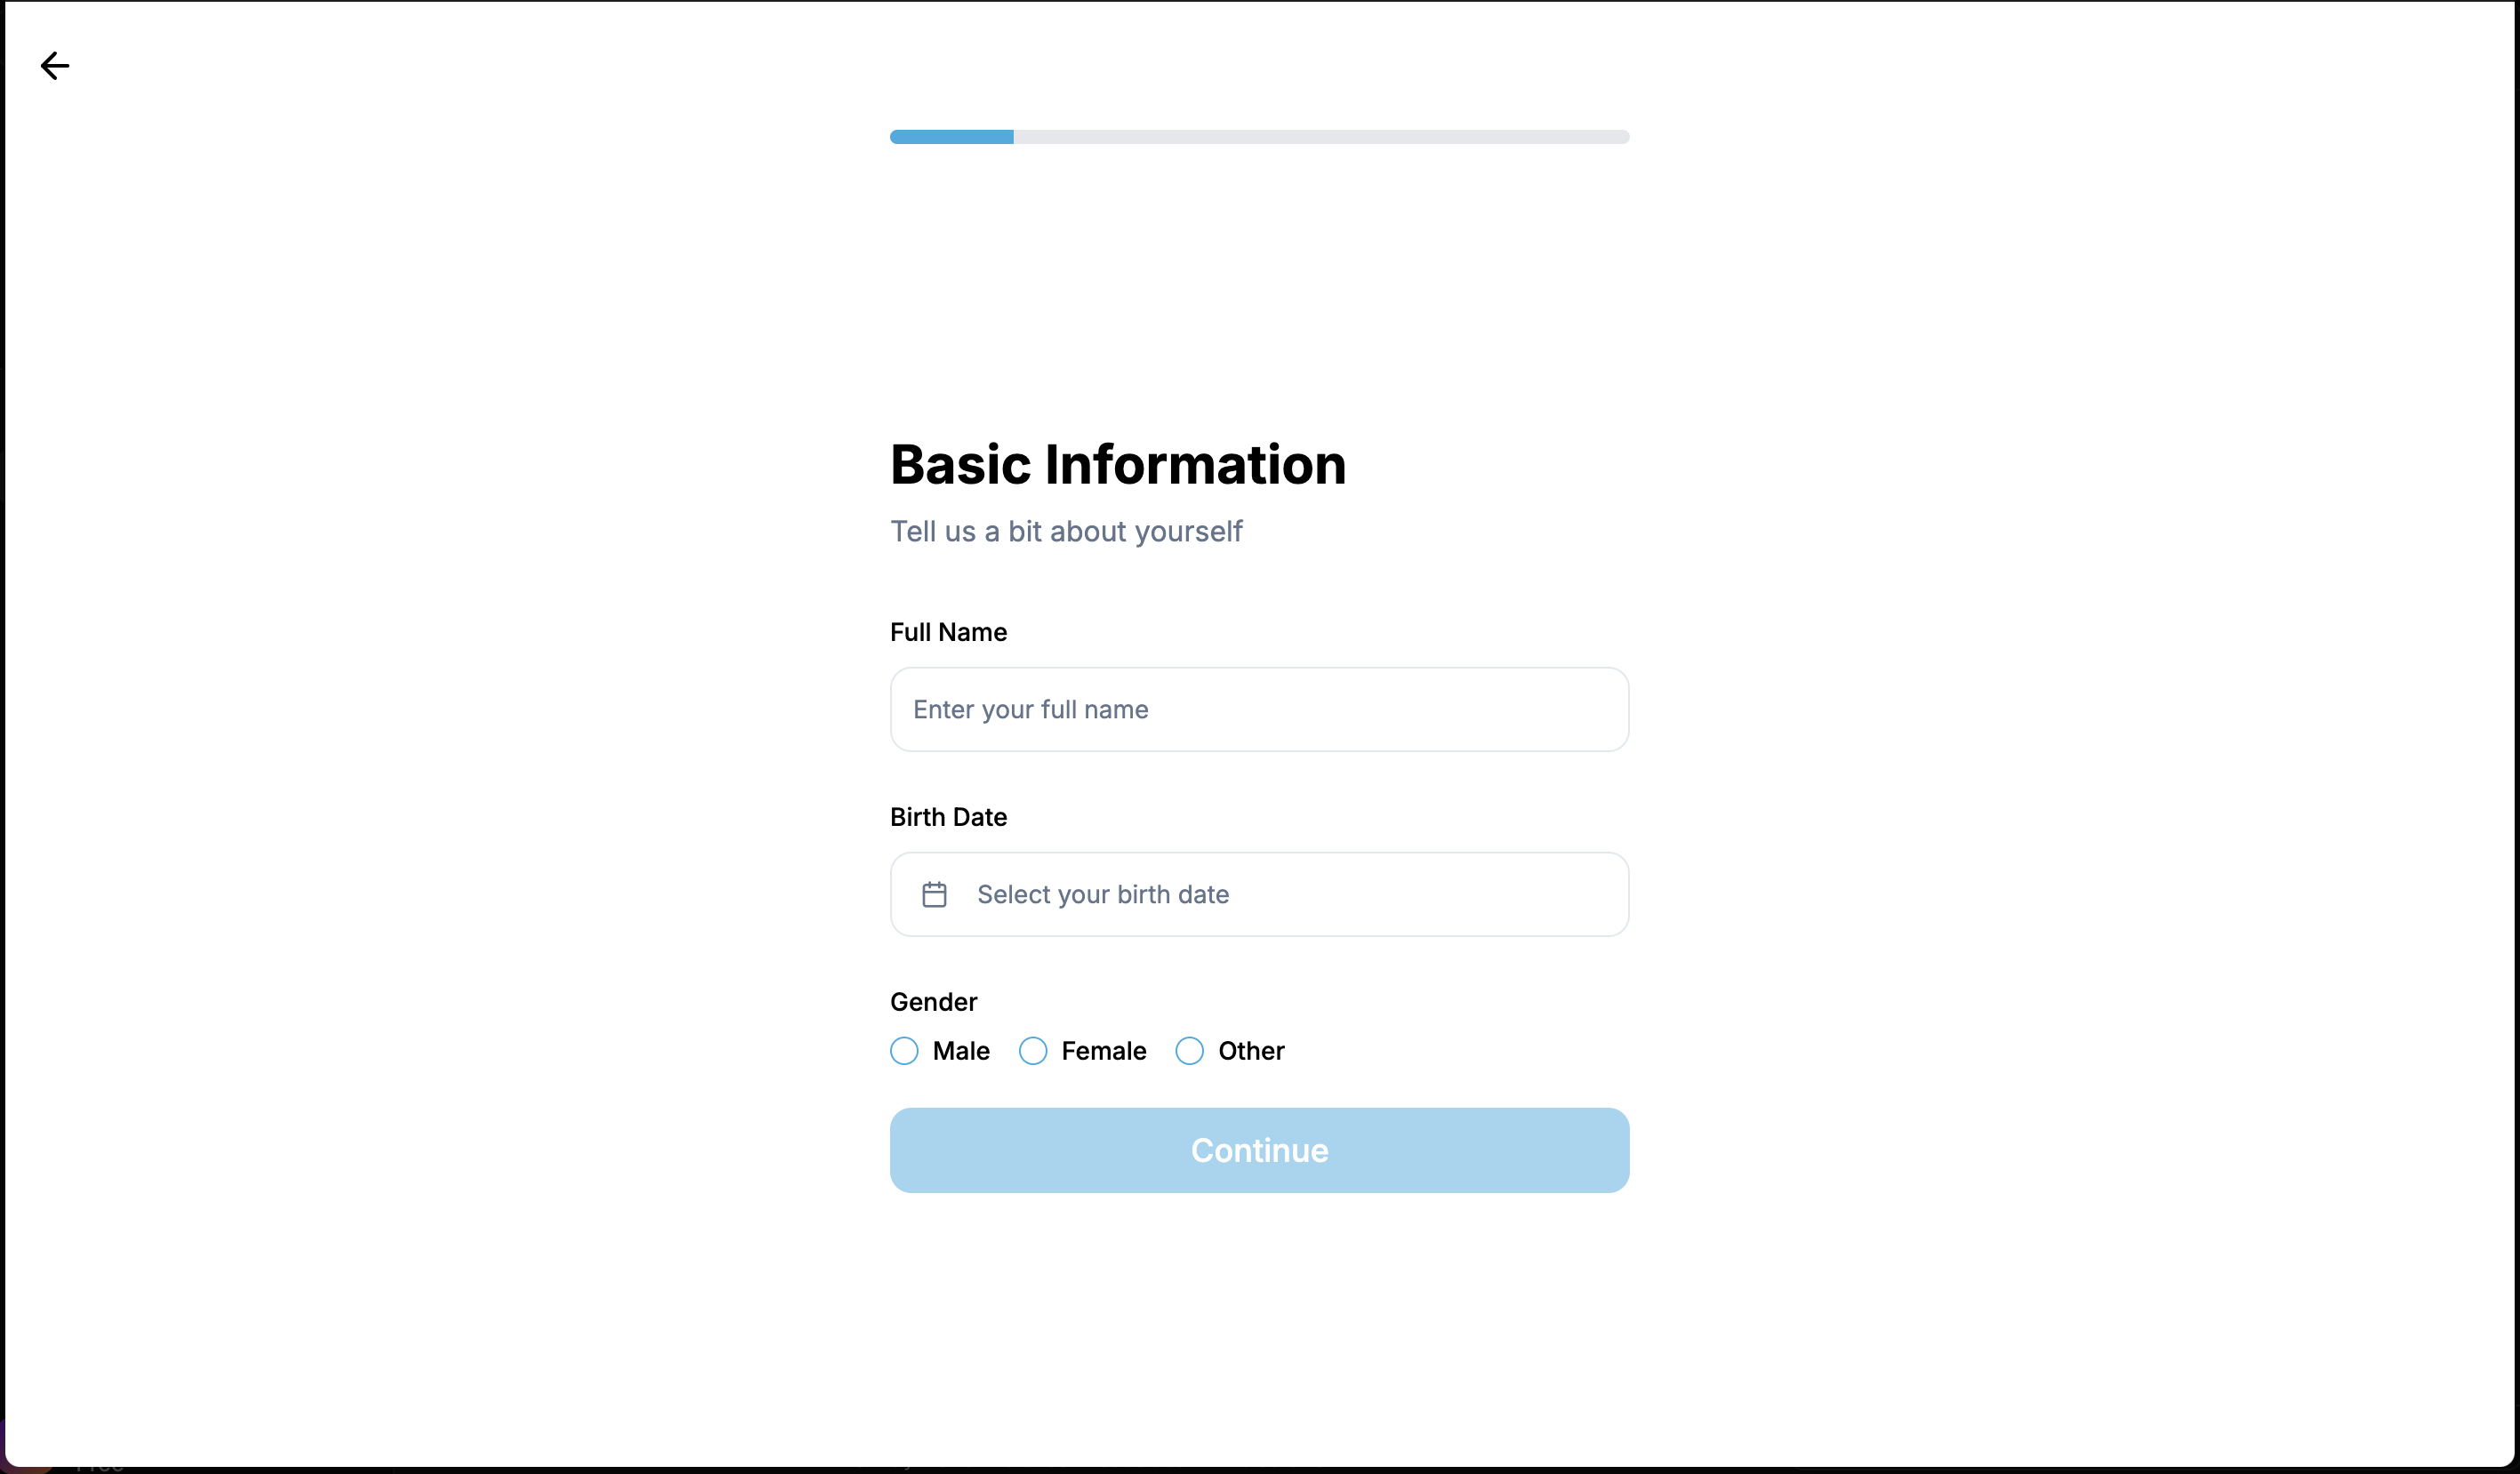 Basic Information
Tell us a bit about yourself
Full Name
Enter your full name
Birth Date
Select your birth date
Gender
Male Female Other
Continue